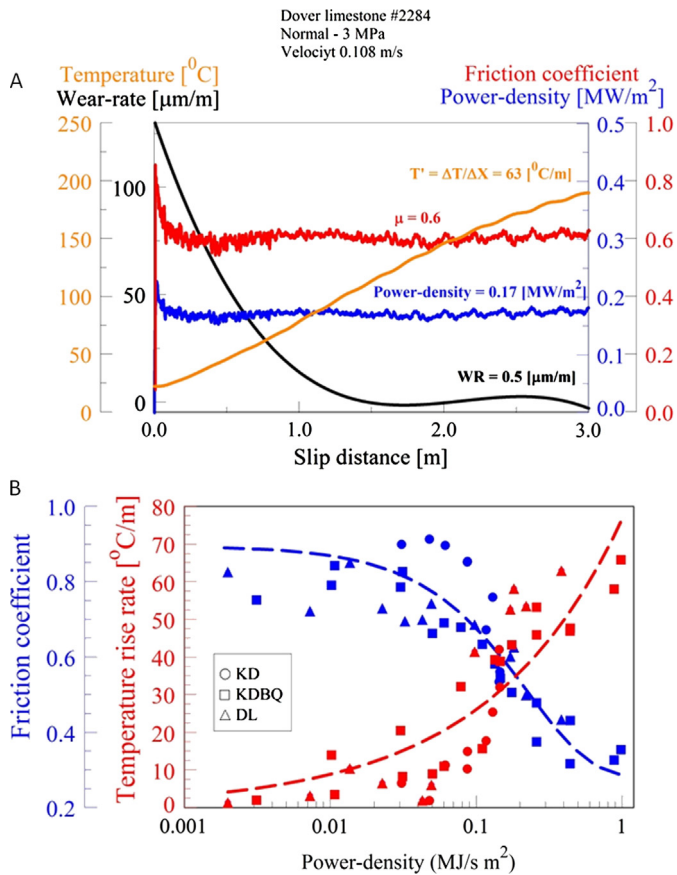 Dover limestone #2284
Normal - 3 MPa
Velociyt 0.108 m/s
A
Temperature [⁰C]
Wear-rate [μm/m]
Friction coefficient
Power-density [MW/m²]
250 200 150 100 50 0
100 50 0
0.5 0.4 0.3 0.2 0.1 0.0
1.0 0.8 0.6 0.4 0.2 0.0
T' = ΔT/ΔX = 63 [⁰C/m]
μ = 0.6
Power-density = 0.17 [MW/m²]
WR = 0.5 [μm/m]
0.0 1.0 2.0 3.0
Slip distance [m]
B
Friction coefficient
1.0 0.8 0.6 0.4 0.2
Temperature rise rate [⁰C/m]
80 70 60 50 40 30 20 10 0
KD
KDBQ
DL
0.001 0.01 0.1 1
Power-density (MJ/s m²)